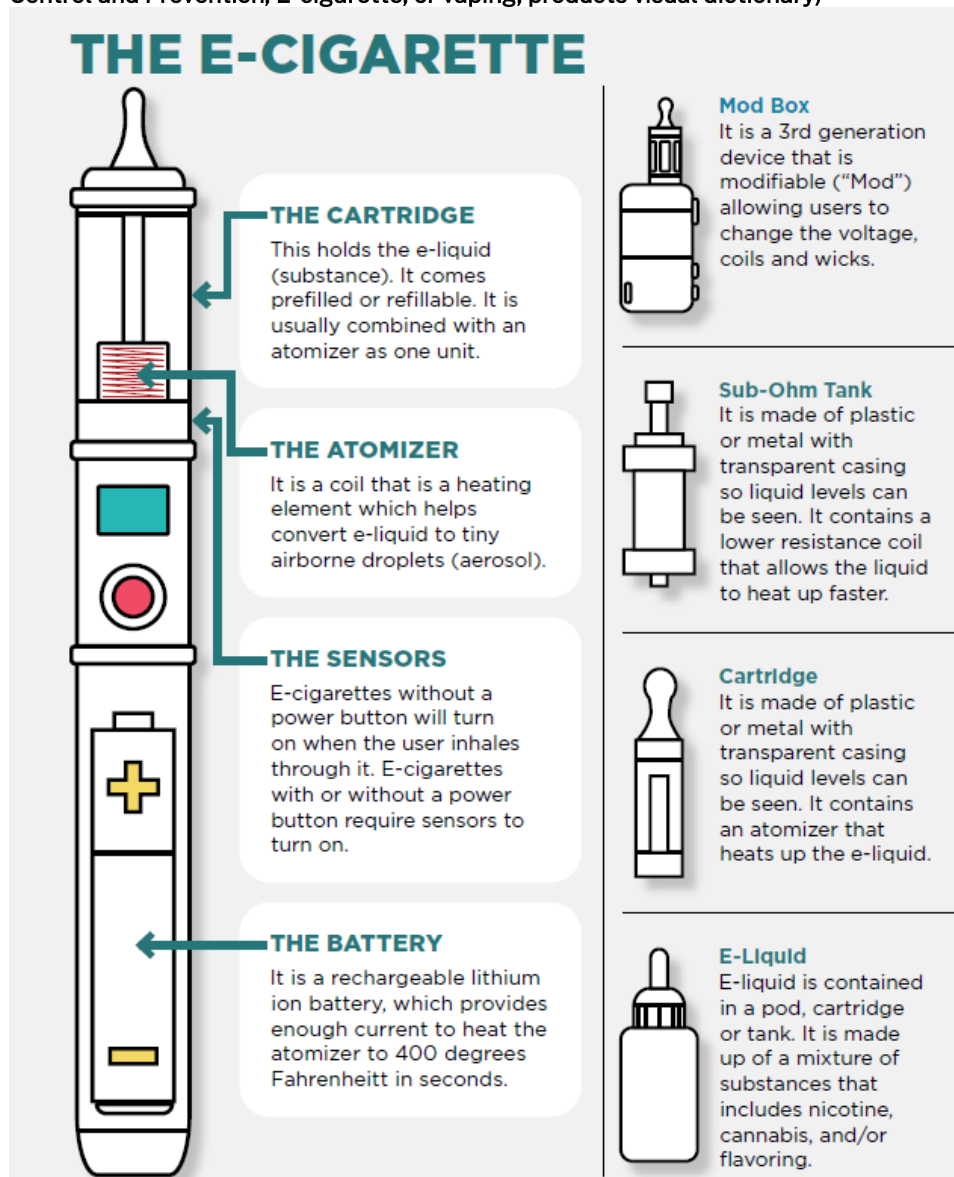 Control and Prevention, E-cigarette, or vaping, products visual dictionary)
THE E-CIGARETTE
THE CARTRIDGE
This holds the e-liquid
(substance). It comes
prefilled or refillable. It is
usually combined with an
atomizer as one unit.
THE ATOMIZER
It is a coil that is a heating
element which helps
convert e-liquid to tiny
airborne droplets (aerosol).
THE SENSORS
E-cigarettes without a
power button will turn
on when the user inhales
through it. E-cigarettes
with or without a power
button require sensors to
turn on.
THE BATTERY
It is a rechargeable lithium
ion battery, which provides
enough current to heat the
atomizer to 400 degrees
Fahrenheitt in seconds.
Mod Box
It is a 3rd generation
device that is
modifiable (“Mod”)
allowing users to
change the voltage,
coils and wicks.
Sub-Ohm Tank
It is made of plastic
or metal with
transparent casing
so liquid levels can
be seen. It contains a
lower resistance coil
that allows the liquid
to heat up faster.
Cartridge
It is made of plastic
or metal with
transparent casing
so liquid levels can
be seen. It contains
an atomizer that
heats up the e-liquid.
E-Liquid
E-liquid is contained
in a pod, cartridge
or tank. It is made
up of a mixture of
substances that
includes nicotine,
cannabis, and/or
flavoring.